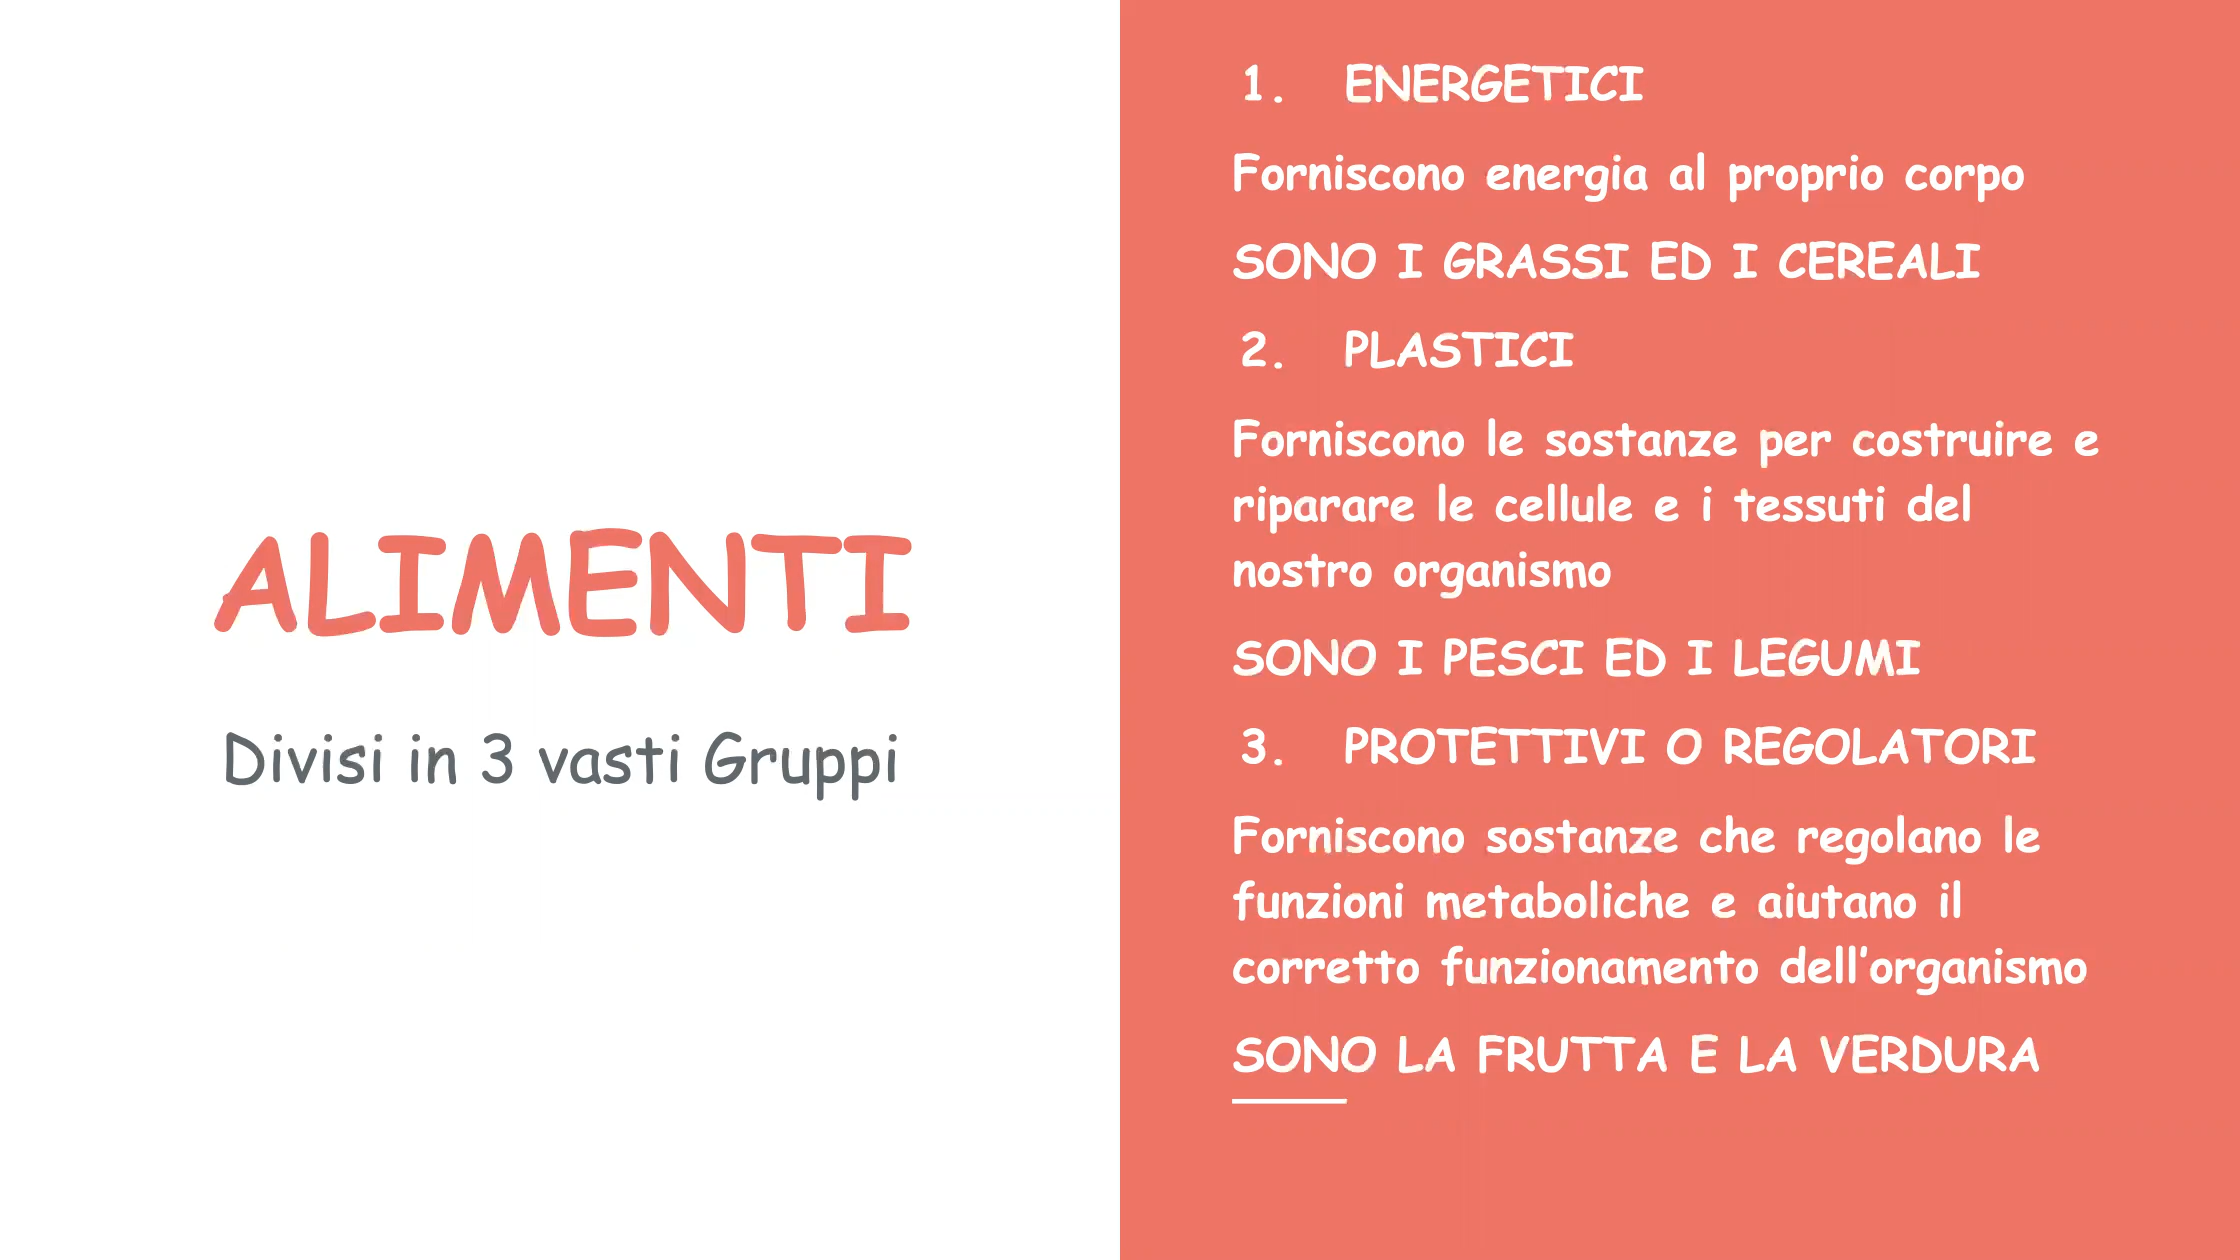 ALIMENTI
Divisi in 3 vasti Gruppi
1. ENERGETICI
Forniscono energia al proprio corpo
SONO I GRASSI ED I CEREALI
2. PLASTICI
Forniscono le sostanze per costruire e
riparare le cellule e i tessuti del
nostro organismo
SONO I PESCI ED I LEGUMI
3. PROTETTIVI O REGOLATORI
Forniscono sostanze che regolano le
funzioni metaboliche e aiutano il
corretto funzionamento dell'organismo
SONO LA FRUTTA E LA VERDURA